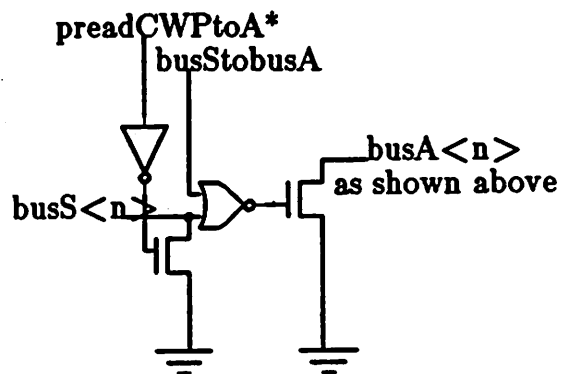 preadCWPtoA*
busStobusA
busA<n>
as shown above
busS<n>